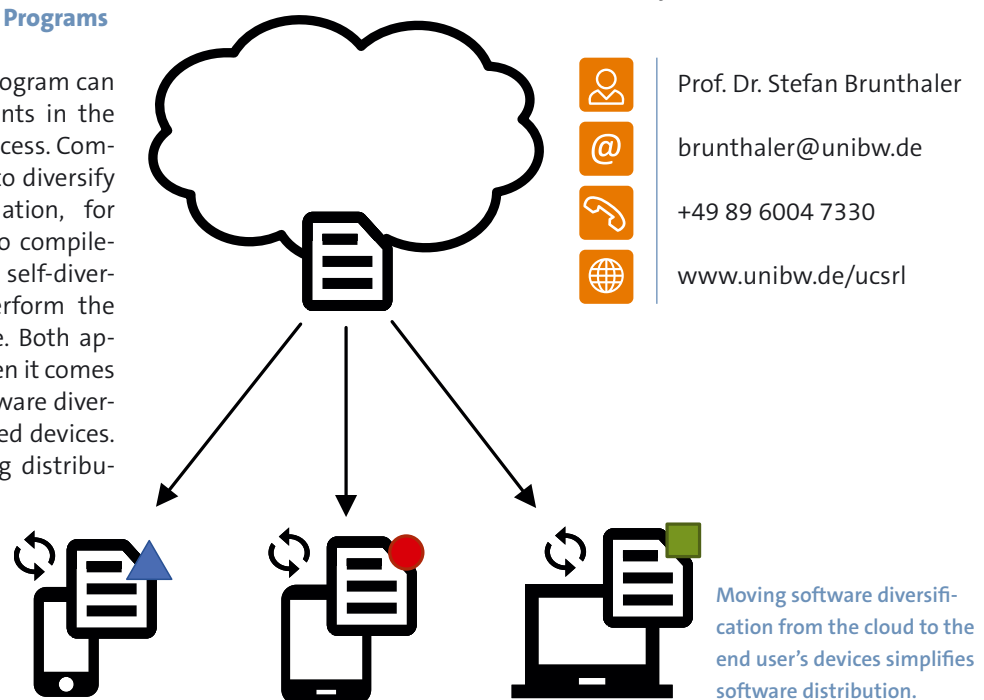 Programs
ogram can
nts in the
cess. Com-
to diversify
ation, for
o compile-
self-diver-
erform the
e. Both ap-
en it comes
ware diver-
ed devices.
g distribu-
Prof. Dr. Stefan Brunthaler
@
brunthaler@unibw.de
+49 89 6004 7330
www.unibw.de/ucsrl
Moving software diversifi-
cation from the cloud to the
end user's devices simplifies
software distribution.